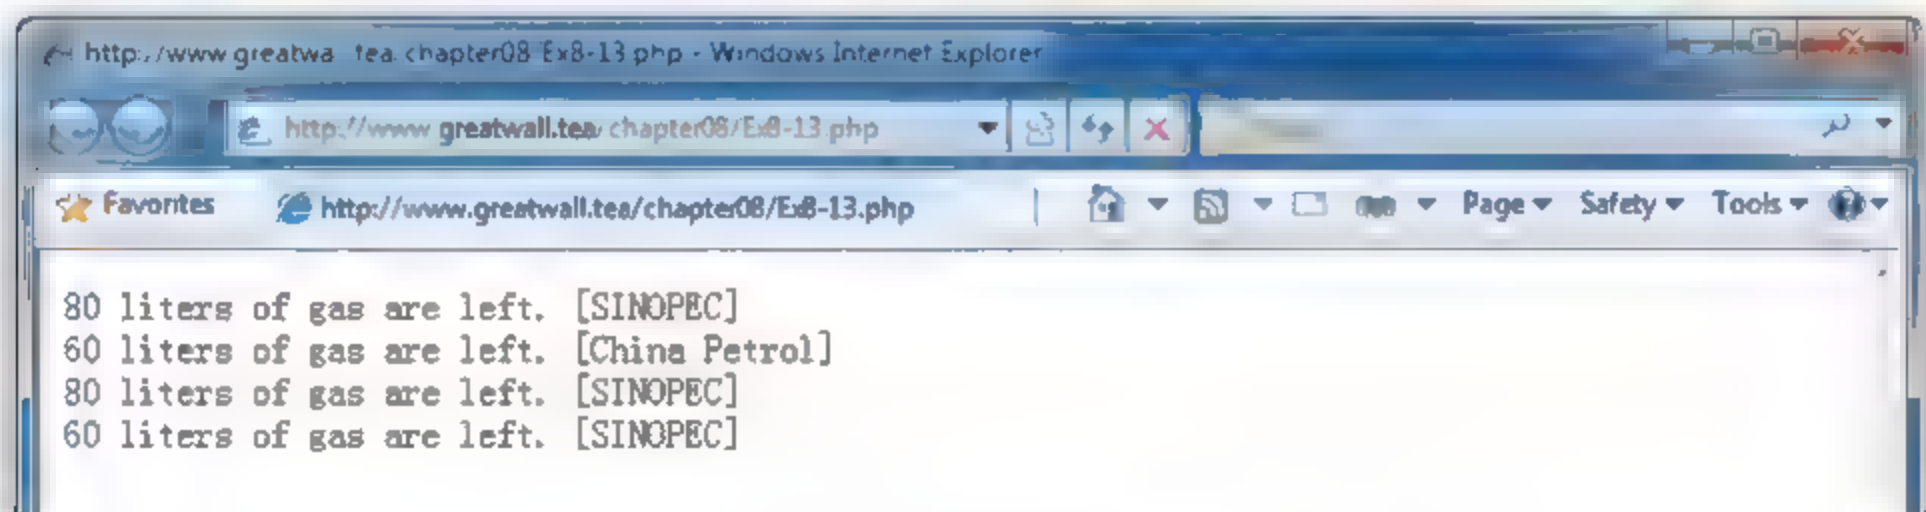 http://www.greatwa tea. chapter08 Ex8-13 php - Windows Internet Explorer
http://www greatwall.tea/ chapter08/Ex8-13 php
Favorites http://www.greatwall.tea/chapter08/Ex8-13.php Page Safety Tools
80 liters of gas are left. [SINOPEC]
60 liters of gas are left. [China Petrol]
80 liters of gas are left. [SINOPEC]
60 liters of gas are left. [SINOPEC]